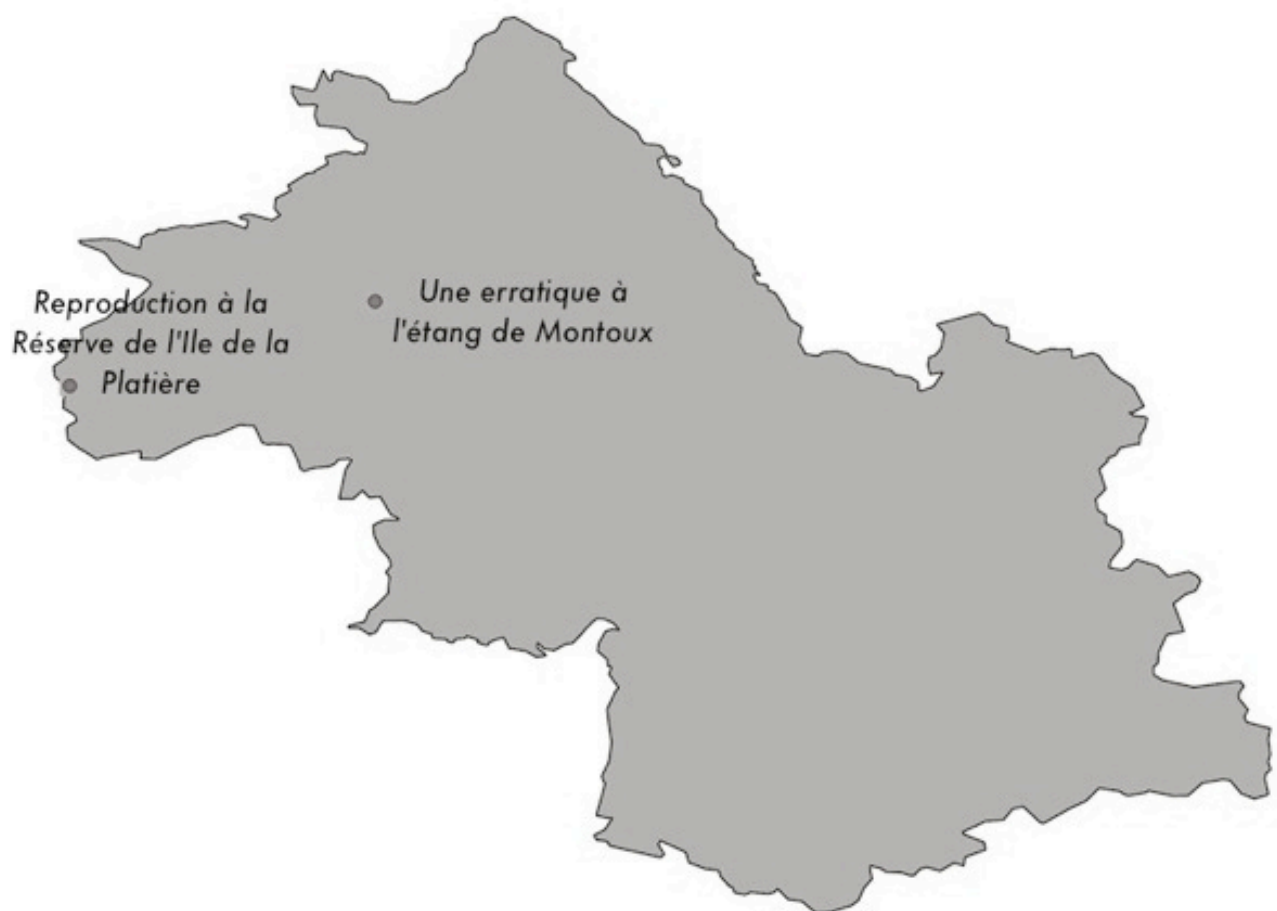 Reproduction à la
Réserve de l'Ile de la
Platière
Une erratique à
l'étang de Montoux